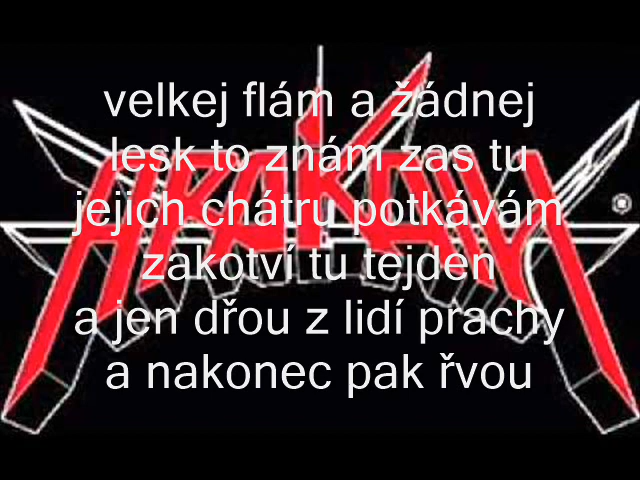 velkej flám a žádnej
lesk to znám zas tu
jejich chátru potkávám
zakotví tu tejden
a jen dřou z lidí prachy
a nakonec pak řvou
ARAKAIN
®